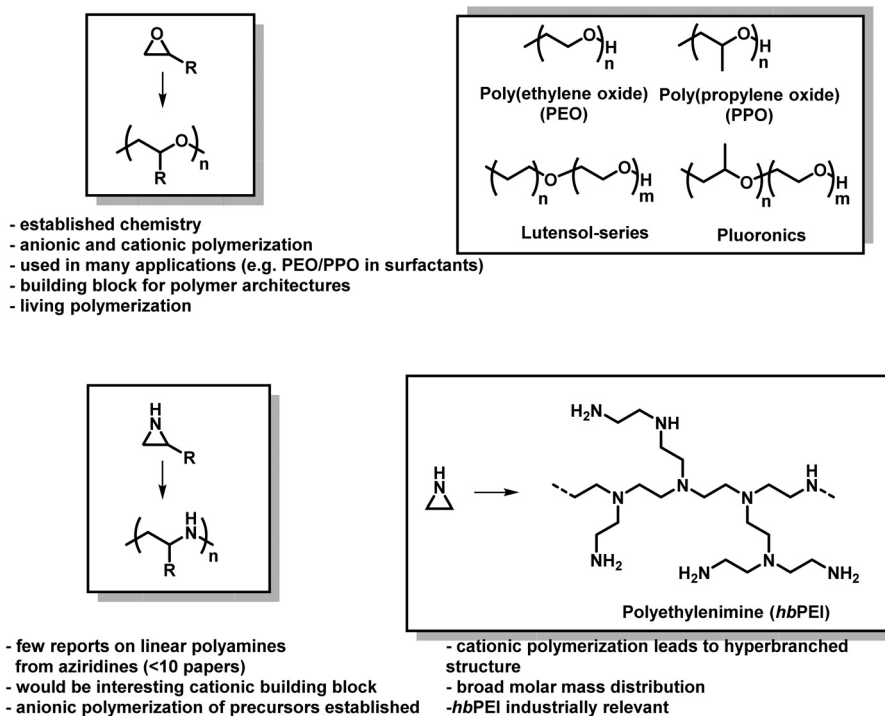 O
R
O
n
R
O
H
n
Poly(ethylene oxide)
(PEO)
O
H
n
Poly(propylene oxide)
(PPO)
n
O
O
H
m
Lutensol-series
O
n
O
H
m
Pluoronics
- established chemistry
- anionic and cationic polymerization
- used in many applications (e.g. PEO/PPO in surfactants)
- building block for polymer architectures
- living polymerization
H
N
R
H
N
n
R
H
N
H2N
NH
N
N
N
H
N
NH2
H2N
N
NH2
Polyethylenimine (hbPEI)
- few reports on linear polyamines
from aziridines (<10 papers)
- would be interesting cationic building block
- anionic polymerization of precursors established
- cationic polymerization leads to hyperbranched
structure
- broad molar mass distribution
-hbPEI industrially relevant